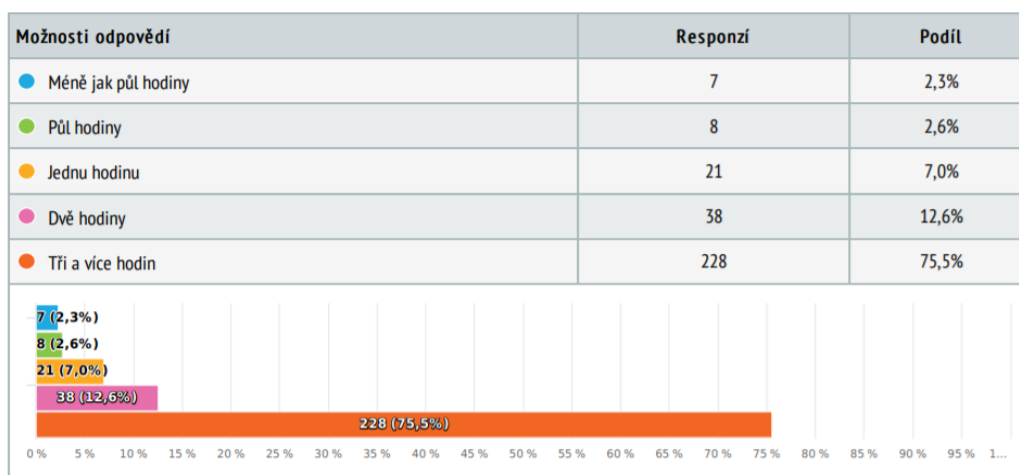 Možnosti odpovědí Responzí Podíl
Méně jak půl hodiny 7 2,3%
Půl hodiny 8 2,6%
Jednu hodinu 21 7,0%
Dvě hodiny 38 12,6%
Tři a více hodin 228 75,5%
7 (2,3%)
8 (2,6%)
21 (7,0%)
38 (12,6%)
228 (75,5%)
0 % 5 % 10 % 15 % 20 % 25 % 30 % 35 % 40 % 45 % 50 % 55 % 60 % 65 % 70 % 75 % 80 % 85 % 90 % 95 % 1...